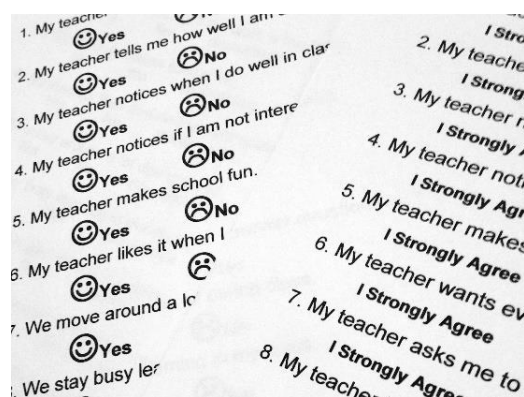 1. My teacher
Yes No
2. My teacher tells me how well I am
Yes No
3. My teacher notices when I do well in clas
Yes No
4. My teacher notices if I am not intere
Yes No
5. My teacher makes school fun.
Yes No
6. My teacher likes it when I
Yes
7. We move around a lo
Yes
We stay busy lea
I Stro
2. My teache
I Strong
3. My teacher
I Strongly
4. My teacher noti
I Strongly Agr
5. My teacher makes
I Strongly Agree
6. My teacher wants ev
I Strongly Agree
7. My teacher asks me to
I Strongly Agree
8. My teacher